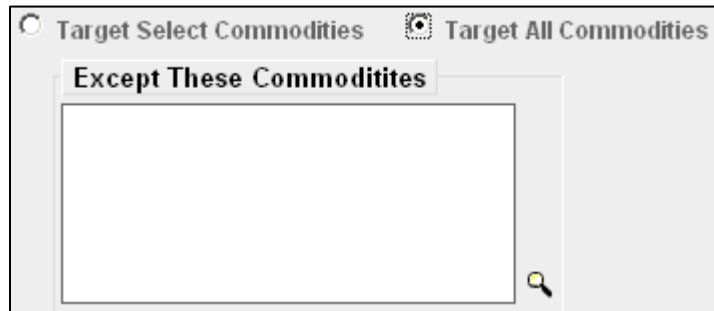 Target Select Commodities Target All Commodities
Except These Commoditites